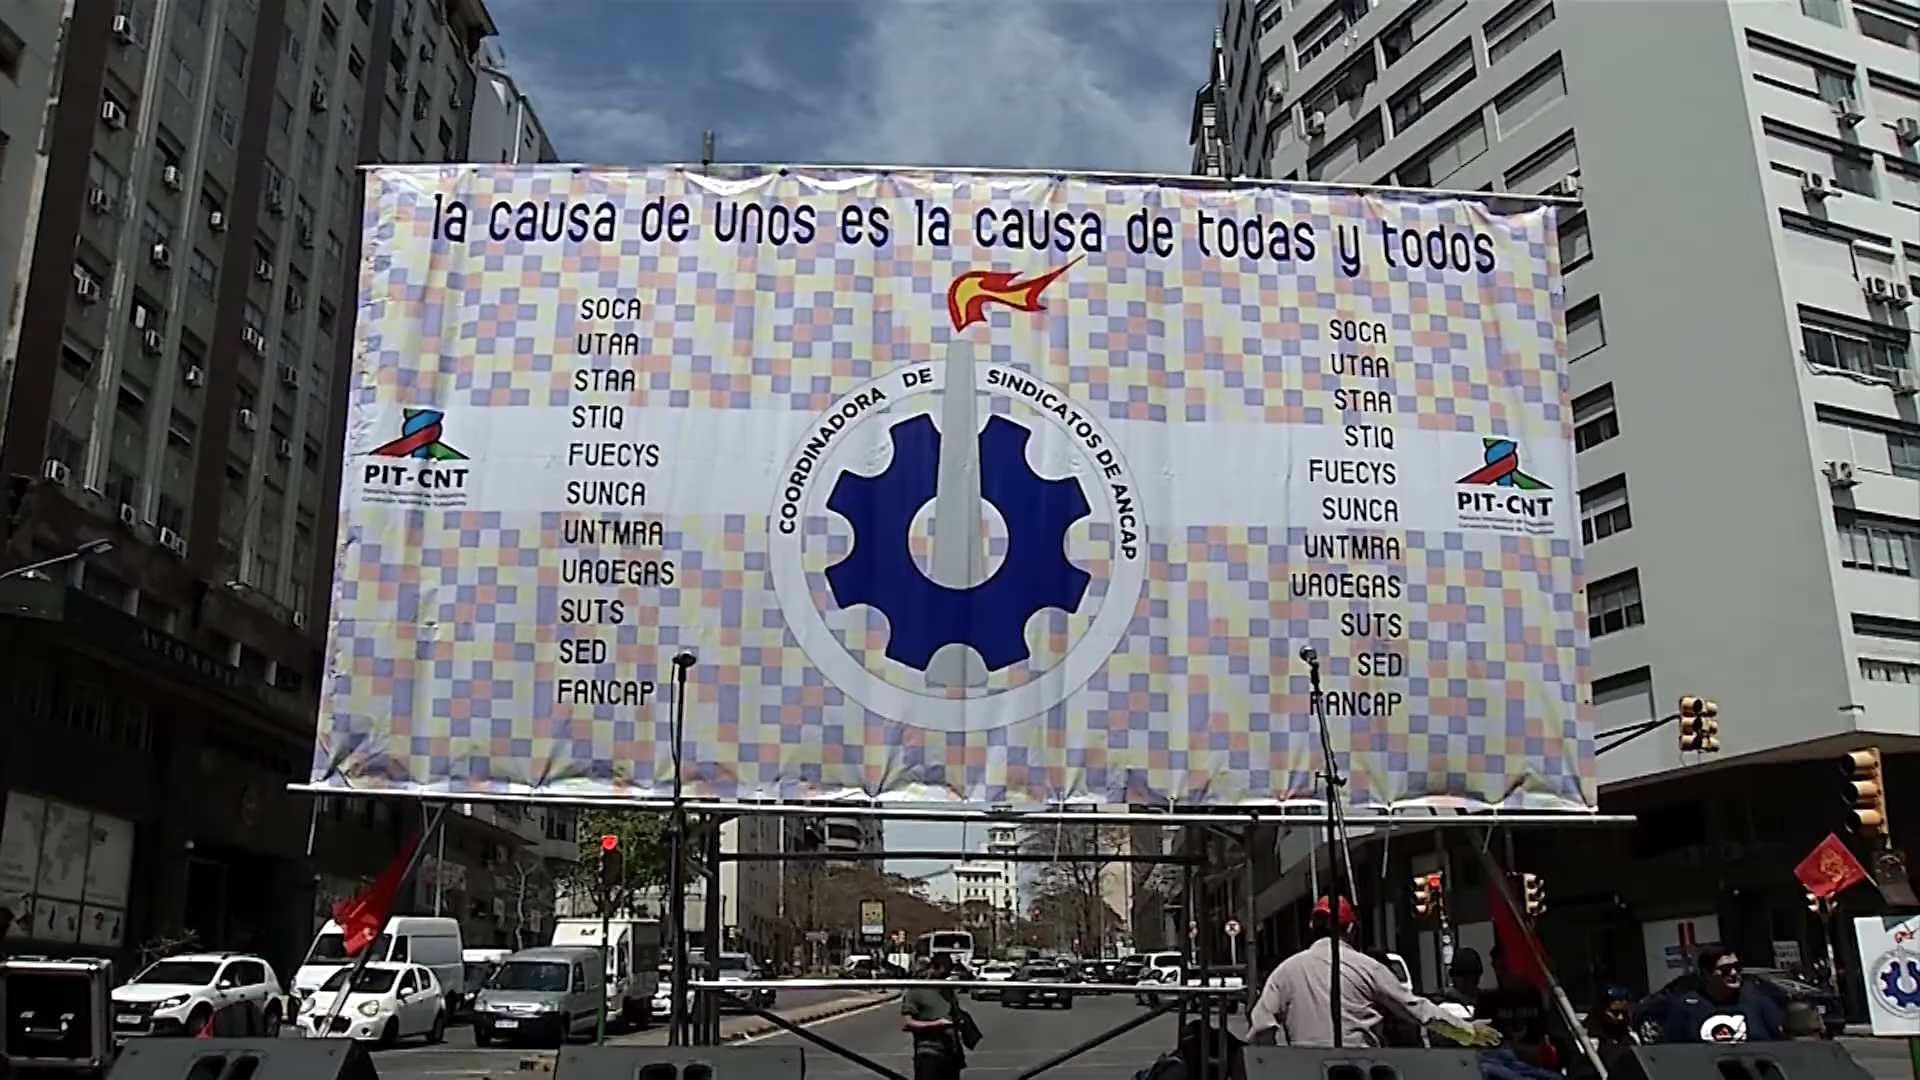 la causa de unos es la causa de todas y todos
SOCA
UTAA
STAA
STIQ
FUECYS
SUNCA
UNTMRA
UAOEGAS
SUTS
SED
FANCAP
PIT-CNT
COORDINADORA DE SINDICATOS DE ANCAP
SOCA
UTAA
STAA
STIQ
FUECYS
SUNCA
UNTMRA
UAOEGAS
SUTS
SED
FANCAP
PIT-CNT